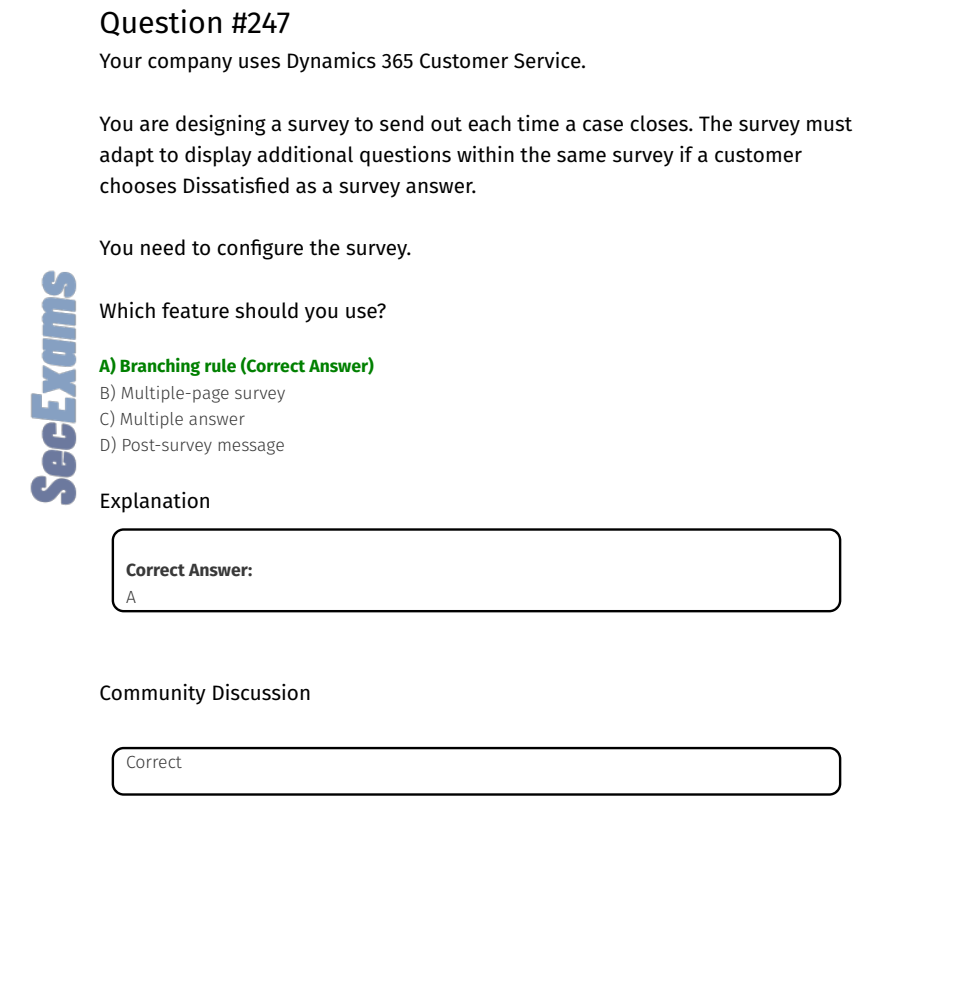 Question #247
Your company uses Dynamics 365 Customer Service.
You are designing a survey to send out each time a case closes. The survey must
adapt to display additional questions within the same survey if a customer
chooses Dissatisfied as a survey answer.
You need to configure the survey.
Which feature should you use?
SecExams
A) Branching rule (Correct Answer)
B) Multiple-page survey
C) Multiple answer
D) Post-survey message
Explanation
Correct Answer:
A
Community Discussion
Correct